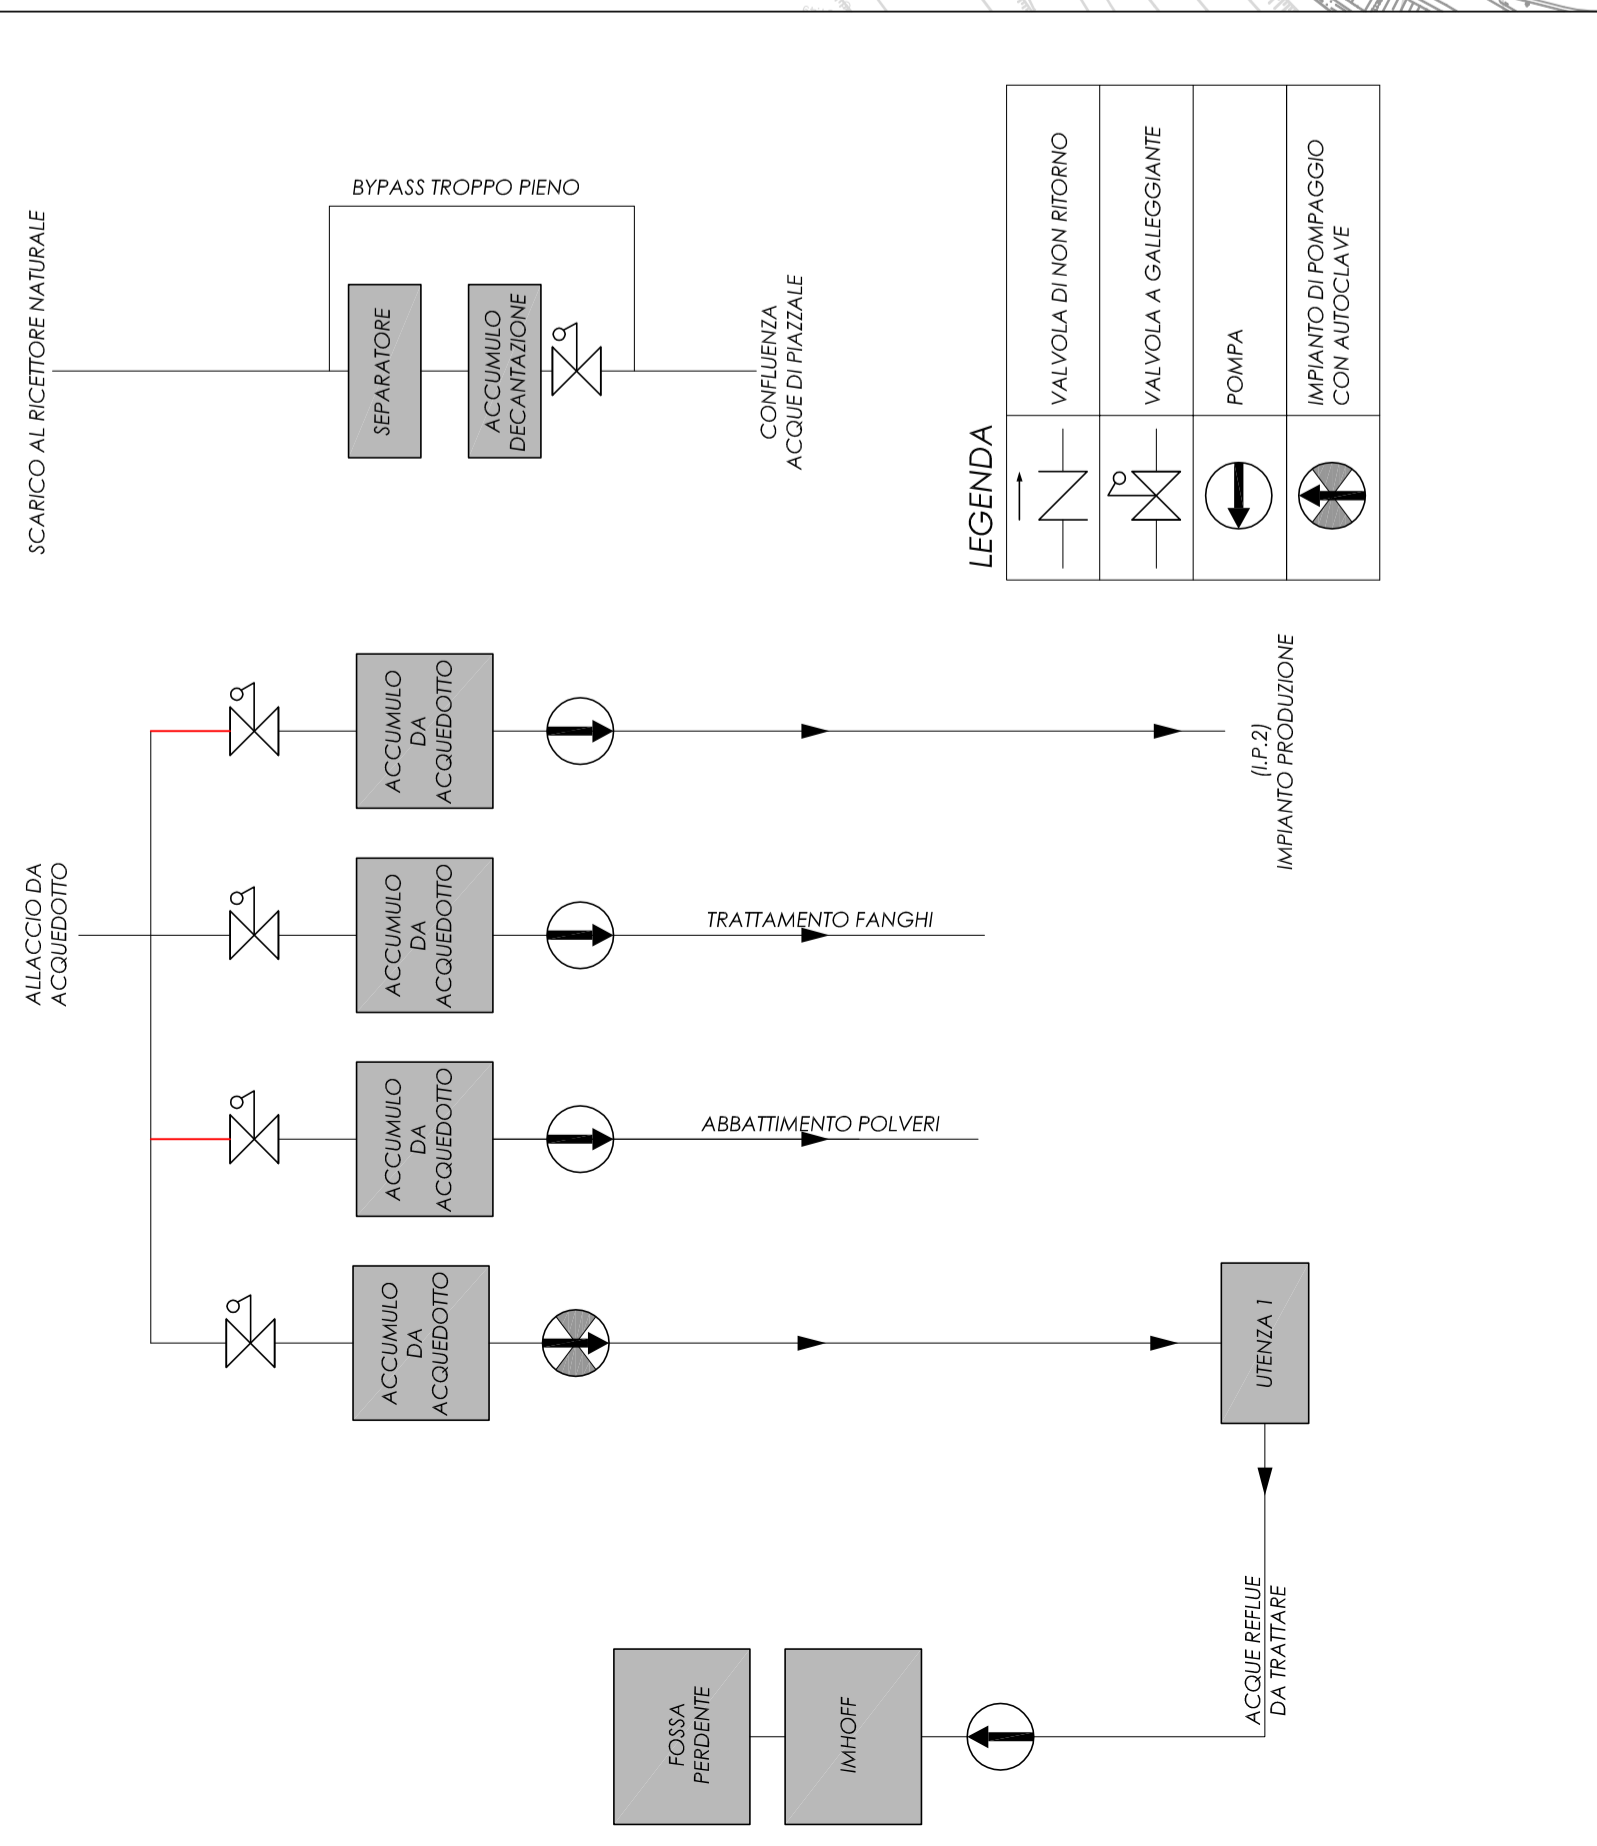 SCARICO AL RICETTORE NATURALE
BYPASS TROPPO PIENO
SEPARATORE
ACCUMULO
DECANTAZIONE
CONFLUENZA
ACQUE DI PIAZZALE
LEGENDA
VALVOLA DI NON RITORNO
VALVOLA A GALLEGGIANTE
POMPA
IMPIANTO DI POMPAGGIO
CON AUTOCLAVE
ALLACCIO DA
ACQUEDOTTO
ACCUMULO
DA
ACQUEDOTTO
(I.P.2)
IMPIANTO PRODUZIONE
ACCUMULO
DA
ACQUEDOTTO
TRATTAMENTO FANGHI
ACCUMULO
DA
ACQUEDOTTO
ABBATTIMENTO POLVERI
ACCUMULO
DA
ACQUEDOTTO
UTENZA 1
ACQUE REFLUE
DA TRATTARE
FOSSA
PERDENTE
IMHOFF